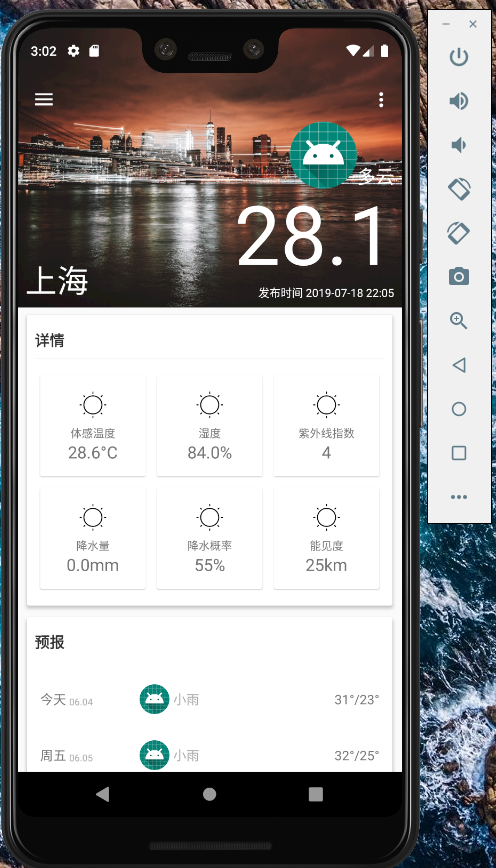 3:02
多云
28.1
上海
发布时间 2019-07-18 22:05
详情
体感温度 湿度 紫外线指数
28.6°C 84.0% 4
降水量 降水概率 能见度
0.0mm 55% 25km
预报
今天 06.04 小雨 31°/23°
周五 06.05 小雨 32°/25°